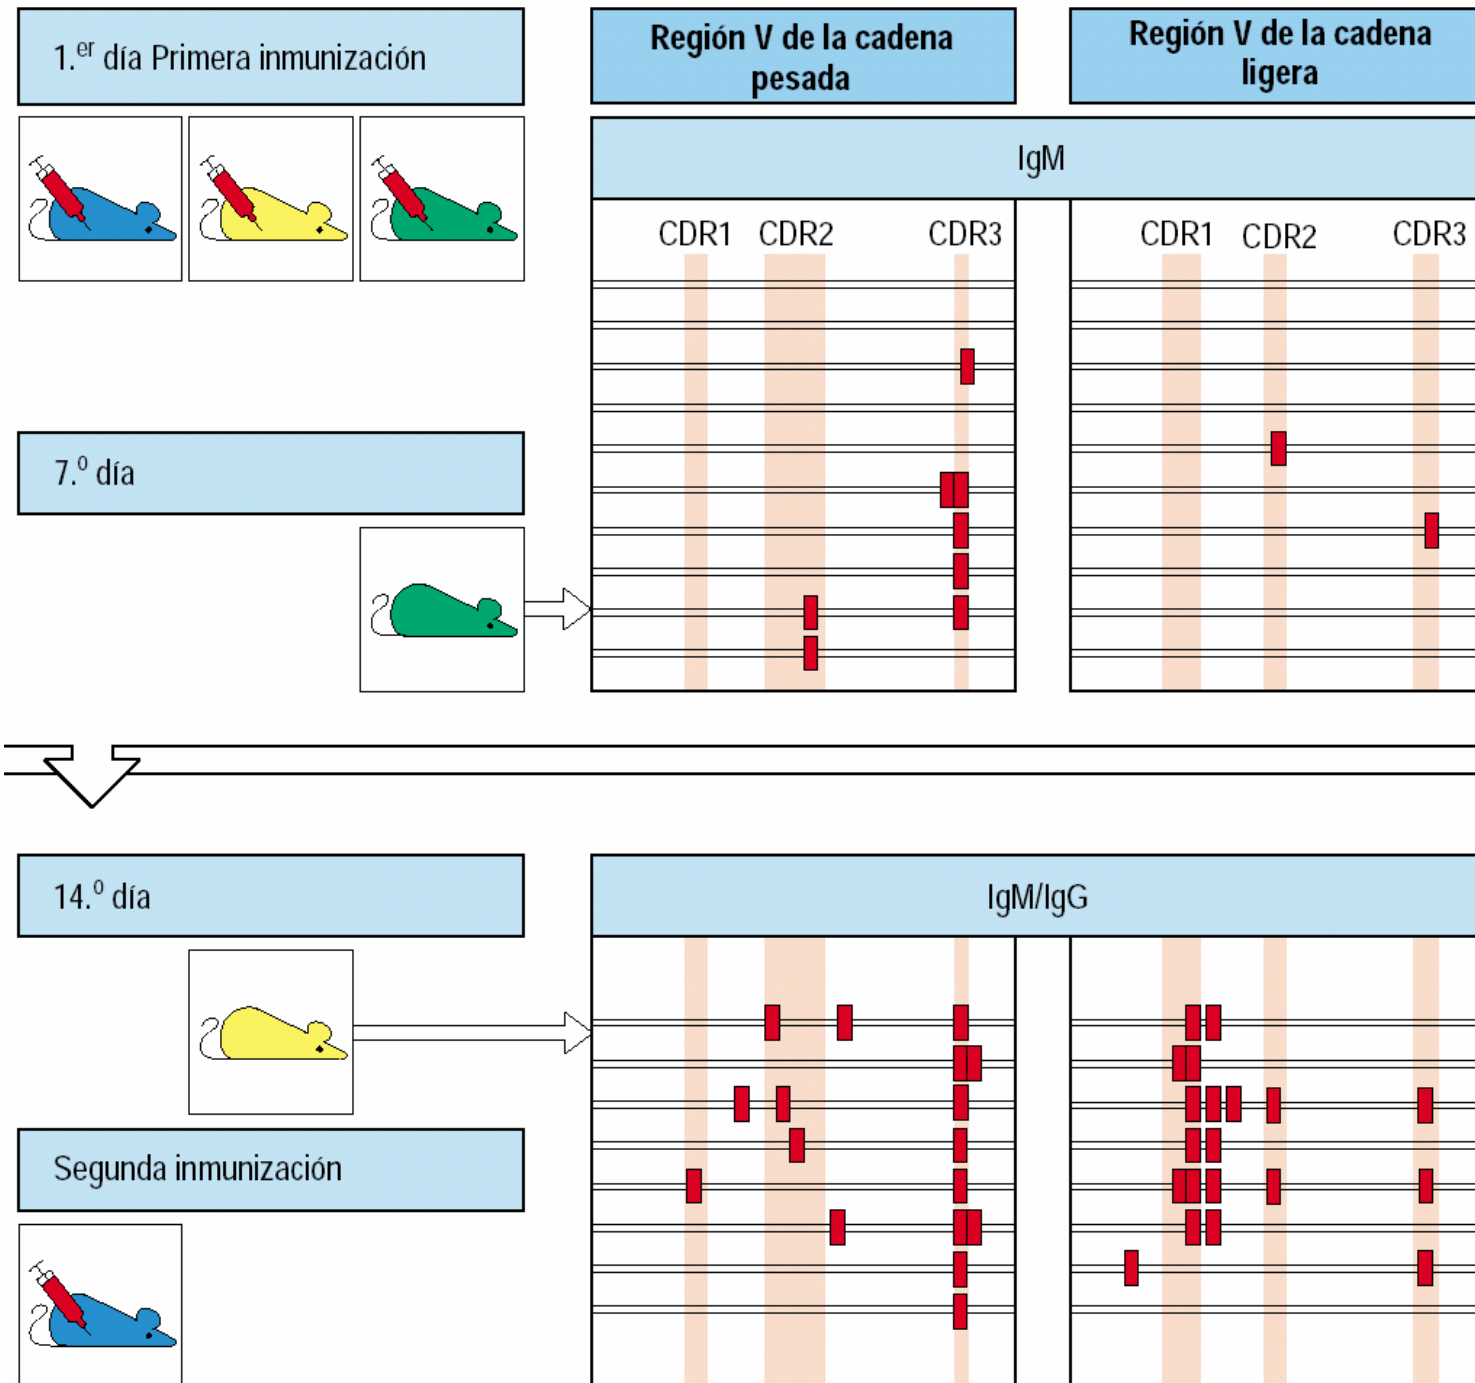 1.er día Primera inmunización
Región V de la cadena
pesada
Región V de la cadena
ligera
IgM
CDR1 CDR2 CDR3
CDR1 CDR2 CDR3
7.º día
14.º día
IgM/IgG
Segunda inmunización